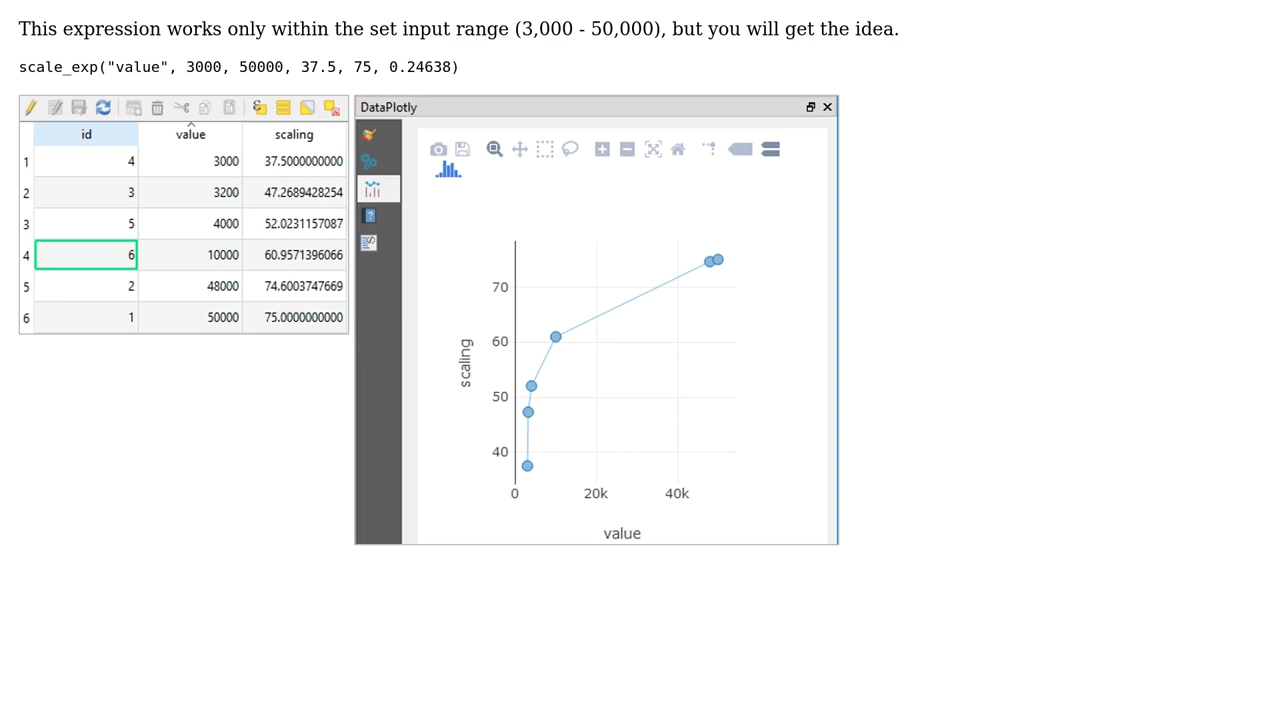 This expression works only within the set input range (3,000 - 50,000), but you will get the idea.
scale_exp("value", 3000, 50000, 37.5, 75, 0.24638)
id value scaling
1 4 3000 37.5000000000
2 3 3200 47.2689428254
3 5 4000 52.0231157087
4 6 10000 60.9571396066
5 2 48000 74.6003747669
6 1 50000 75.0000000000
DataPlotly
70
60
50
40
scaling
0 20k 40k
value